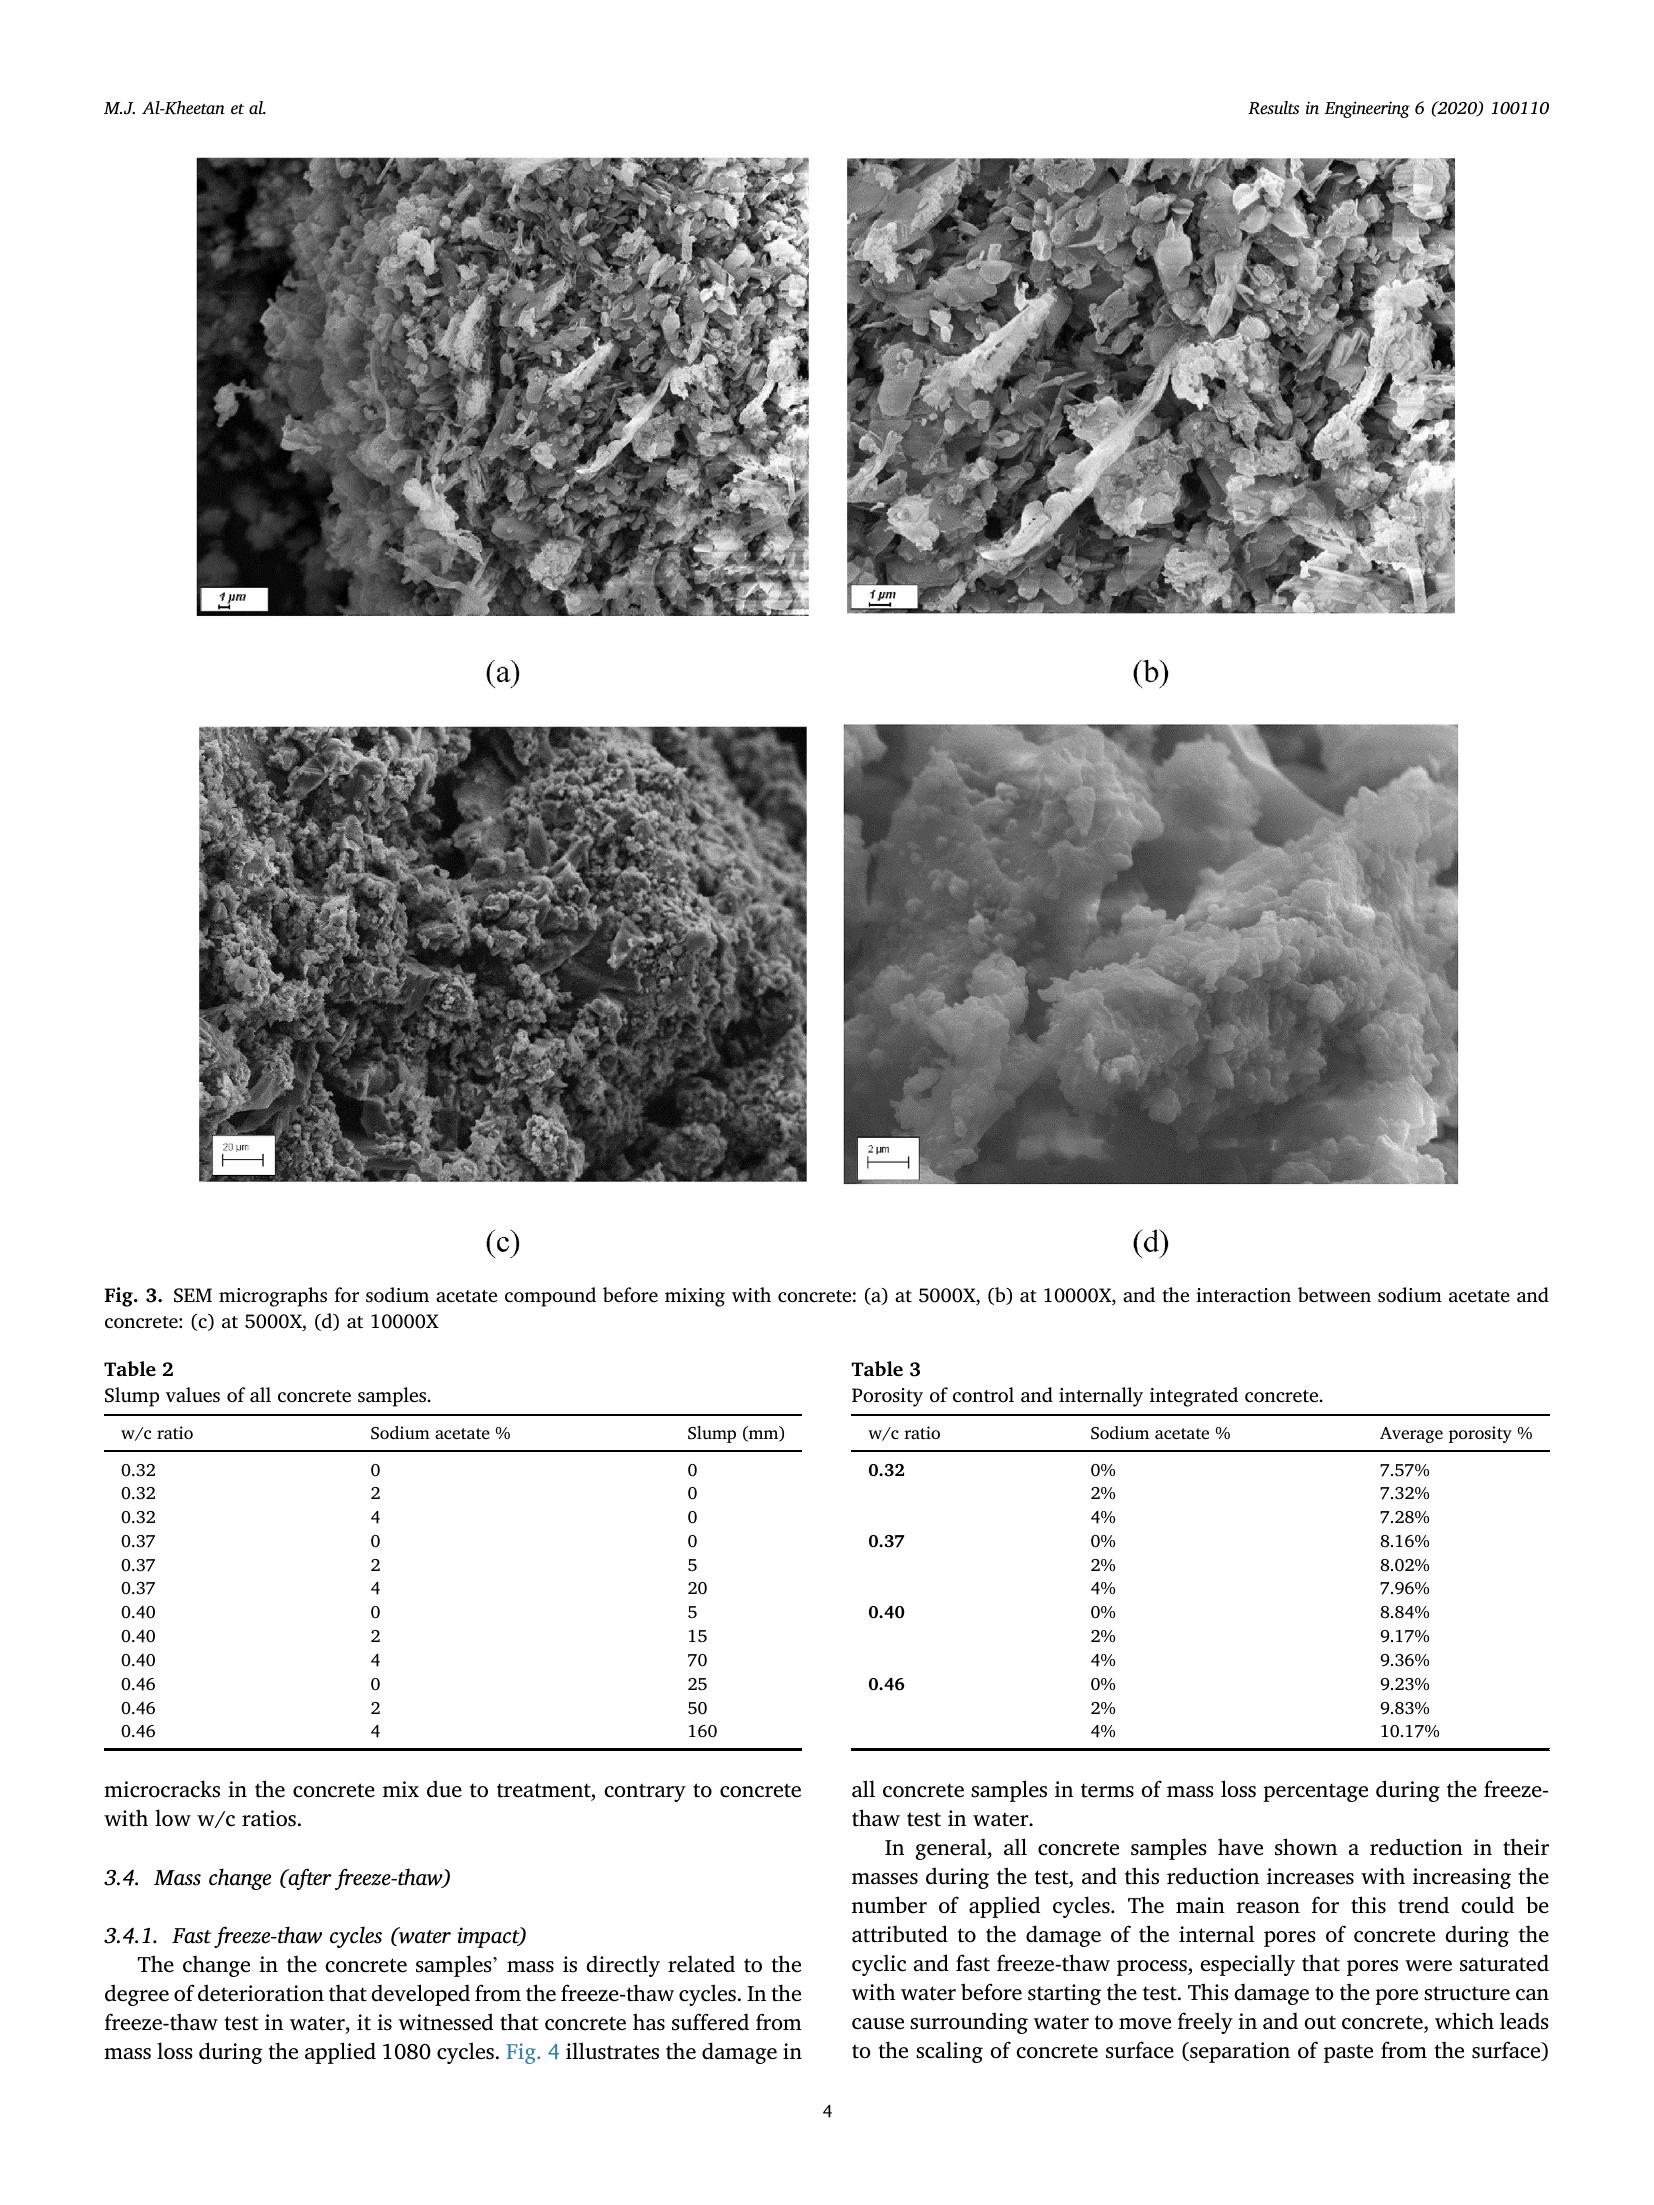 M.J. Al-Kheetan et al.
Results in Engineering 6 (2020) 100110
1 µm
1 µm
(a)
(b)
20 µm
2 µm
(c)
(d)
Fig. 3. SEM micrographs for sodium acetate compound before mixing with concrete: (a) at 5000X, (b) at 10000X, and the interaction between sodium acetate and
concrete: (c) at 5000X, (d) at 10000X
Table 2
Slump values of all concrete samples.
w/c ratio Sodium acetate % Slump (mm)
0.32 0 0
0.32 2 0
0.32 4 0
0.37 0 0
0.37 2 5
0.37 4 20
0.40 0 5
0.40 2 15
0.40 4 70
0.46 0 25
0.46 2 50
0.46 4 160
Table 3
Porosity of control and internally integrated concrete.
w/c ratio Sodium acetate % Average porosity %
0.32 0% 7.57%
2% 7.32%
4% 7.28%
0.37 0% 8.16%
2% 8.02%
4% 7.96%
0.40 0% 8.84%
2% 9.17%
4% 9.36%
0.46 0% 9.23%
2% 9.83%
4% 10.17%
microcracks in the concrete mix due to treatment, contrary to concrete
with low w/c ratios.
3.4. Mass change (after freeze-thaw)
3.4.1. Fast freeze-thaw cycles (water impact)
The change in the concrete samples’ mass is directly related to the
degree of deterioration that developed from the freeze-thaw cycles. In the
freeze-thaw test in water, it is witnessed that concrete has suffered from
mass loss during the applied 1080 cycles. Fig. 4 illustrates the damage in
all concrete samples in terms of mass loss percentage during the freeze-
thaw test in water.
In general, all concrete samples have shown a reduction in their
masses during the test, and this reduction increases with increasing the
number of applied cycles. The main reason for this trend could be
attributed to the damage of the internal pores of concrete during the
cyclic and fast freeze-thaw process, especially that pores were saturated
with water before starting the test. This damage to the pore structure can
cause surrounding water to move freely in and out concrete, which leads
to the scaling of concrete surface (separation of paste from the surface)
4